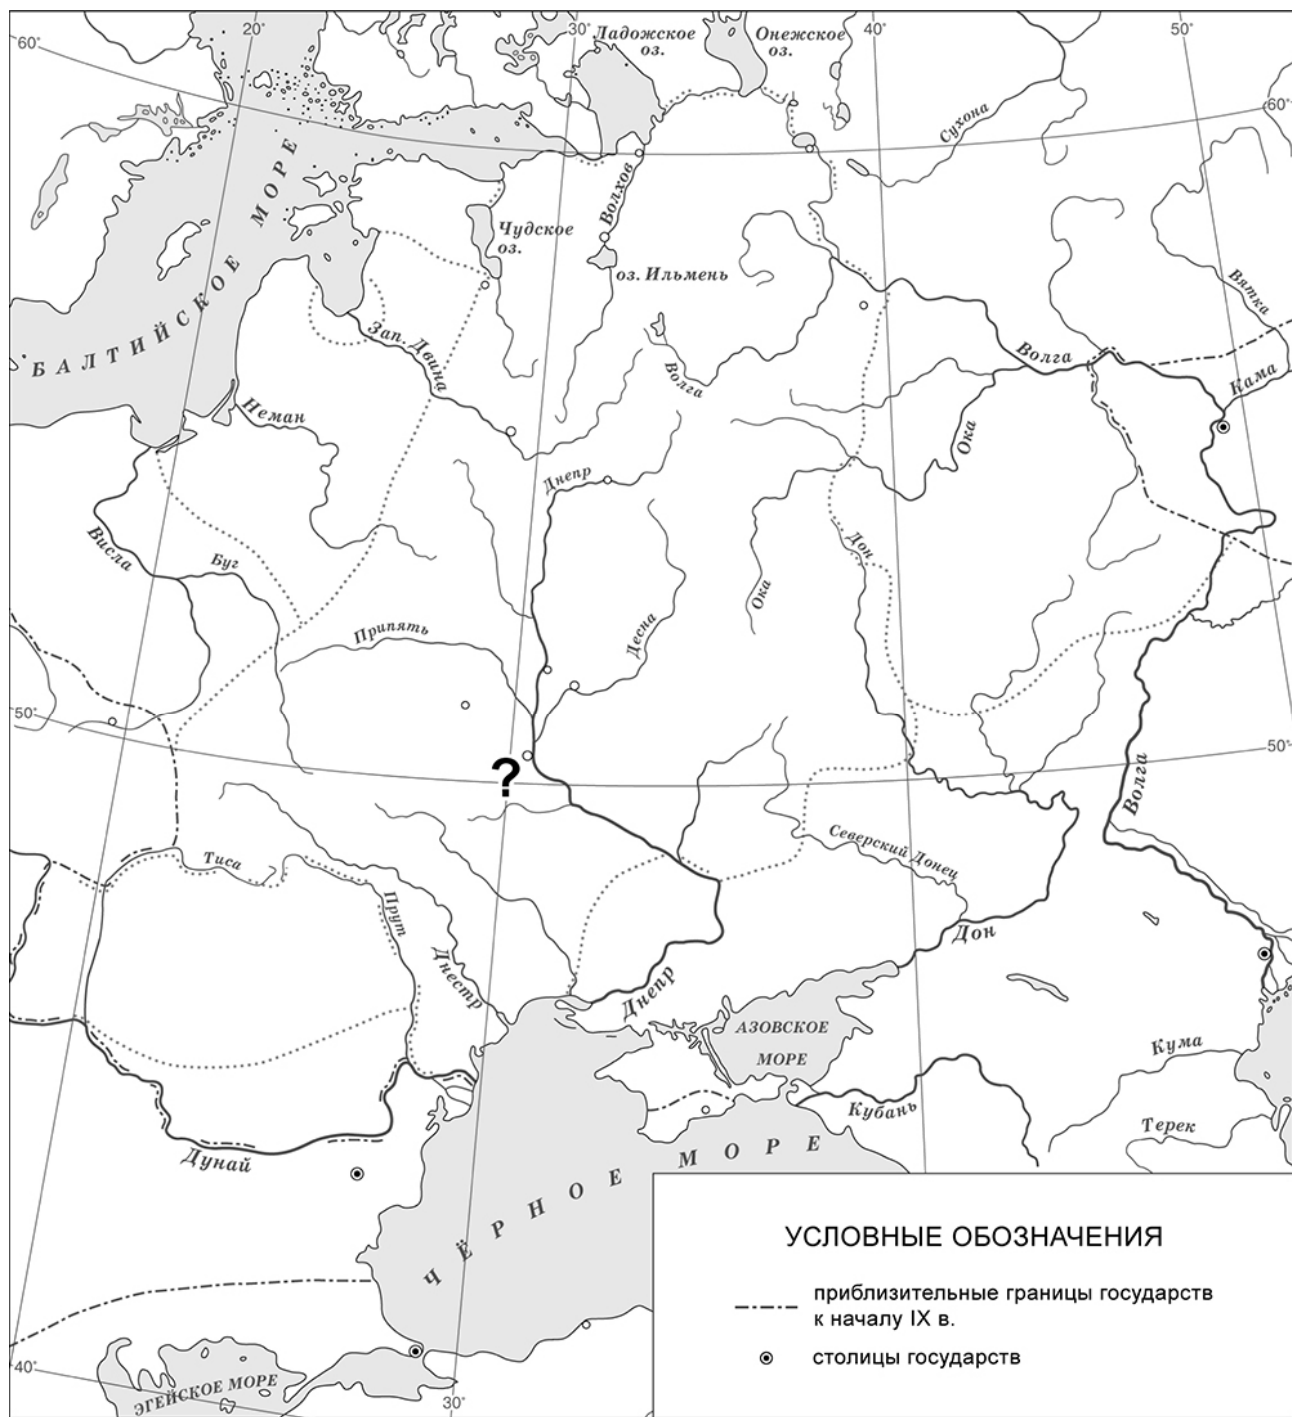 60°
20°
30°
Ладожское
оз.
Онежское
оз.
40°
50°
60°
Сухона
БАЛТИЙСКОЕ МОРЕ
Волхов
Чудское
оз.
оз. Ильмень
Вятка
Зап. Двина
Волга
Волга
Кама
Неман
Ока
Днепр
Висла
Буг
Дон
Ока
Припять
Десна
50°
50°
?
Волга
Тиса
Северский Донец
Прут
Днестр
Дон
Днепр
АЗОВСКОЕ
МОРЕ
Кума
Кубань
Терек
Дунай
ЧЁРНОЕ МОРЕ
УСЛОВНЫЕ ОБОЗНАЧЕНИЯ
приблизительные границы государств
к началу IX в.
столицы государств
40°
ЭГЕЙСКОЕ МОРЕ
30°